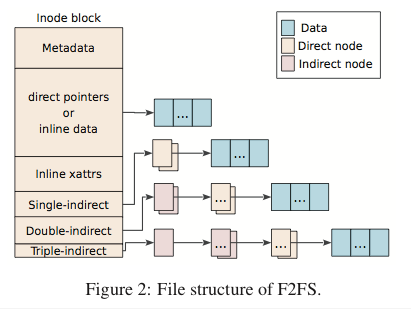 Inode block
Metadata
direct pointers
or
inline data
Inline xattrs
Single-indirect
Double-indirect
Triple-indirect
Data
Direct node
Indirect node
...
...
...
...
...
...
...
Figure 2: File structure of F2FS.